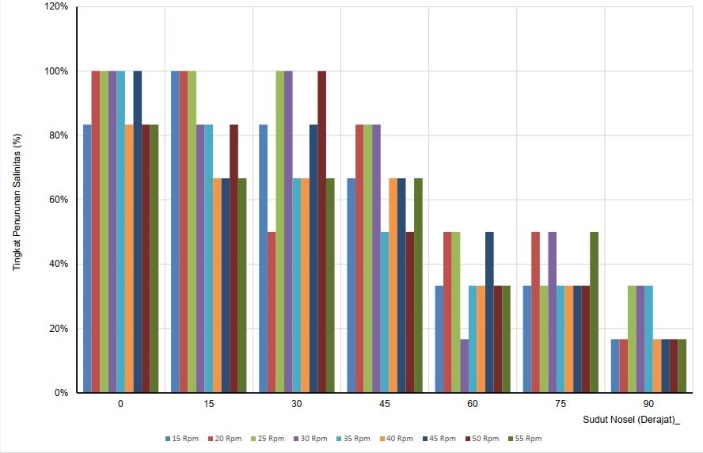 120%
100%
80%
60%
40%
20%
0%
Tingkat Penurunan Salinitas (%)
0 15 30 45 60 75 90
Sudut Nosel (Derajat)_
15 Rpm 20 Rpm 25 Rpm 30 Rpm 35 Rpm 40 Rpm 45 Rpm 50 Rpm 55 Rpm